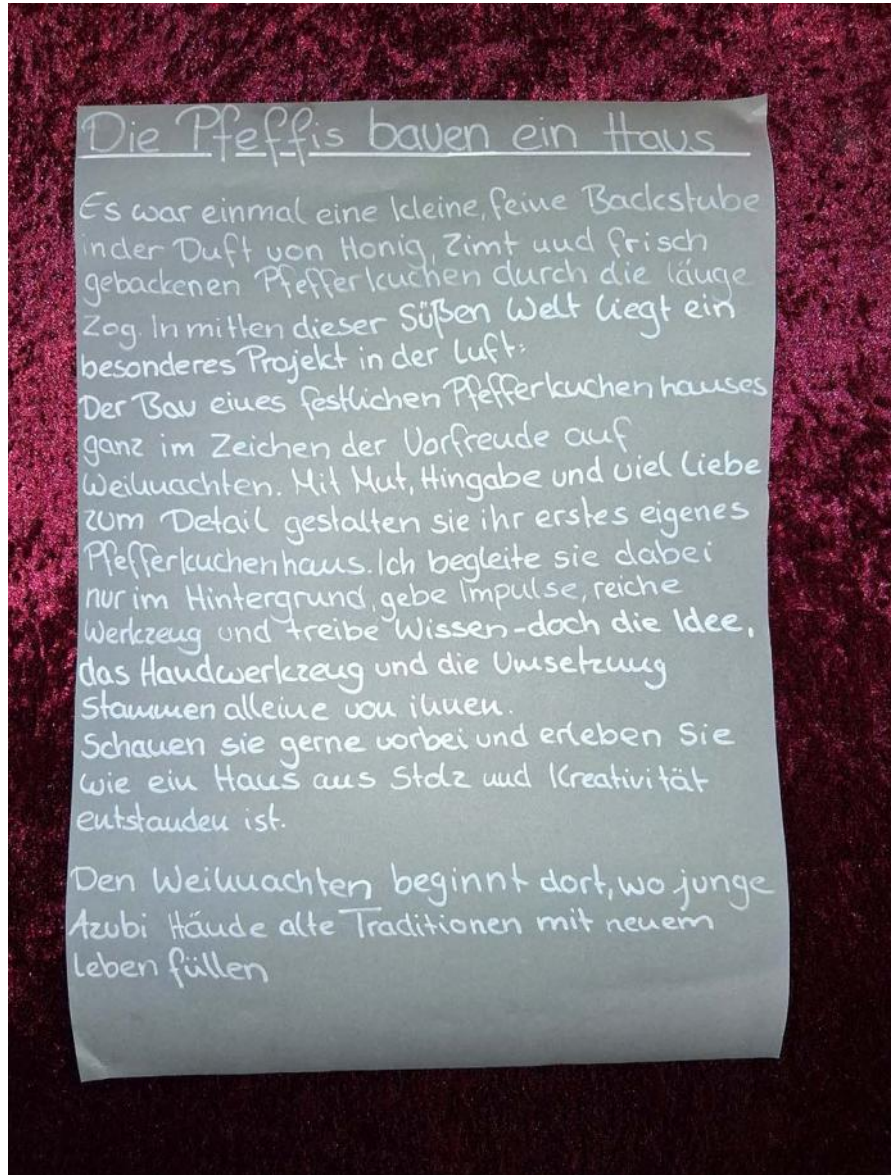 Die Pfeffis bauen ein Haus
Es war einmal eine kleine, feine Backstube
in der Duft von Honig, Zimt und frisch
gebackenen Pfefferkuchen durch die läuge
Zog. In mitten dieser Süßen Welt liegt ein
besonderes Projekt in der Luft:
Der Bau eines festlichen Pfefferkuchenhauses
ganz im Zeichen der Vorfreude auf
Weihnachten. Mit Mut, Hingabe und viel Liebe
zum Detail gestalten sie ihr erstes eigenes
Pfefferkuchenhaus. Ich begleite sie dabei
nur im Hintergrund, gebe Impulse, reiche
Werkzeug und treibe Wissen-doch die Idee,
das Handwerkzeug und die Umsetzung
Stammen alleine von ihnen.
Schauen sie gerne vorbei und erleben Sie
wie ein Haus aus Stolz und Kreativität
entstanden ist.
Den Weihnachten beginnt dort, wo junge
Azubi Hände alte Traditionen mit neuem
leben füllen